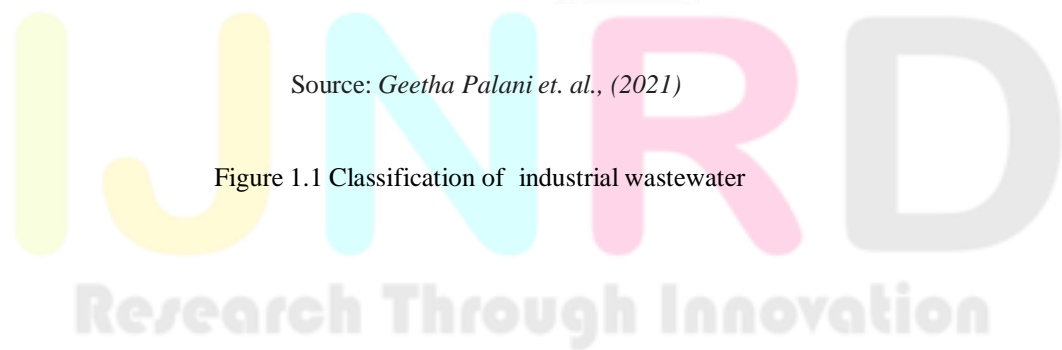 Source: Geetha Palani et. al., (2021)
Figure 1.1 Classification of  industrial wastewater
IJNRD
Research Through Innovation